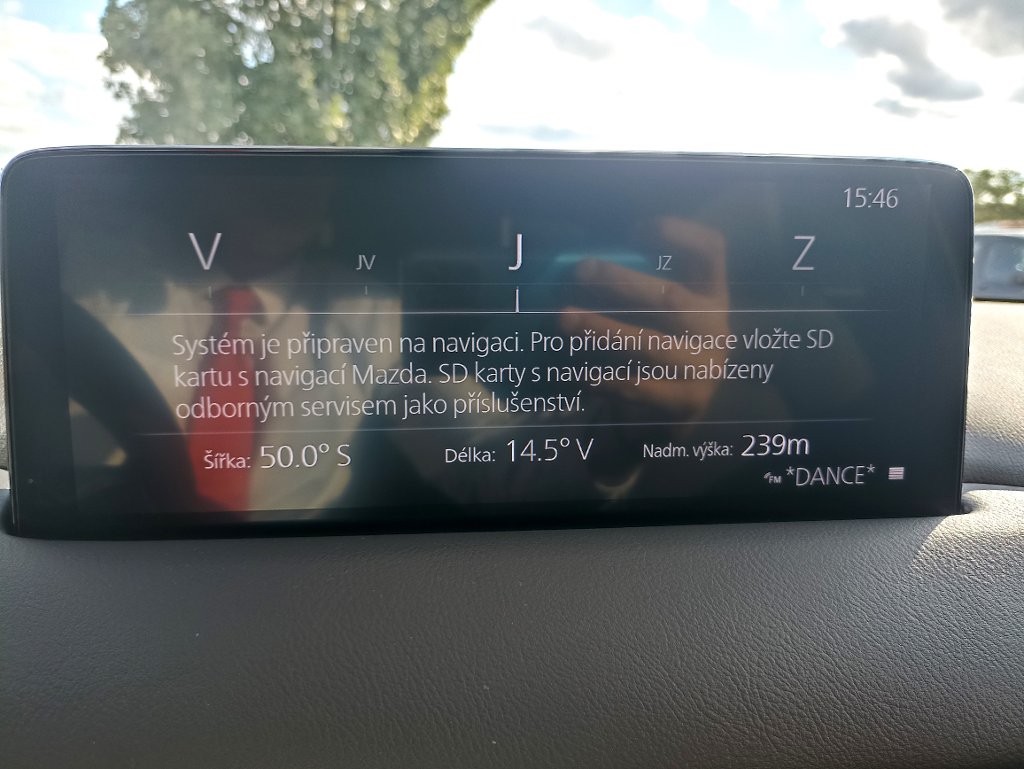 15:46
V JV J JZ Z
Systém je připraven na navigaci. Pro přidání navigace vložte SD
kartu s navigací Mazda. SD karty s navigací jsou nabízeny
odborným servisem jako příslušenství.
Šířka: 50.0° S Délka: 14.5° V Nadm. výška: 239m
FM *DANCE*